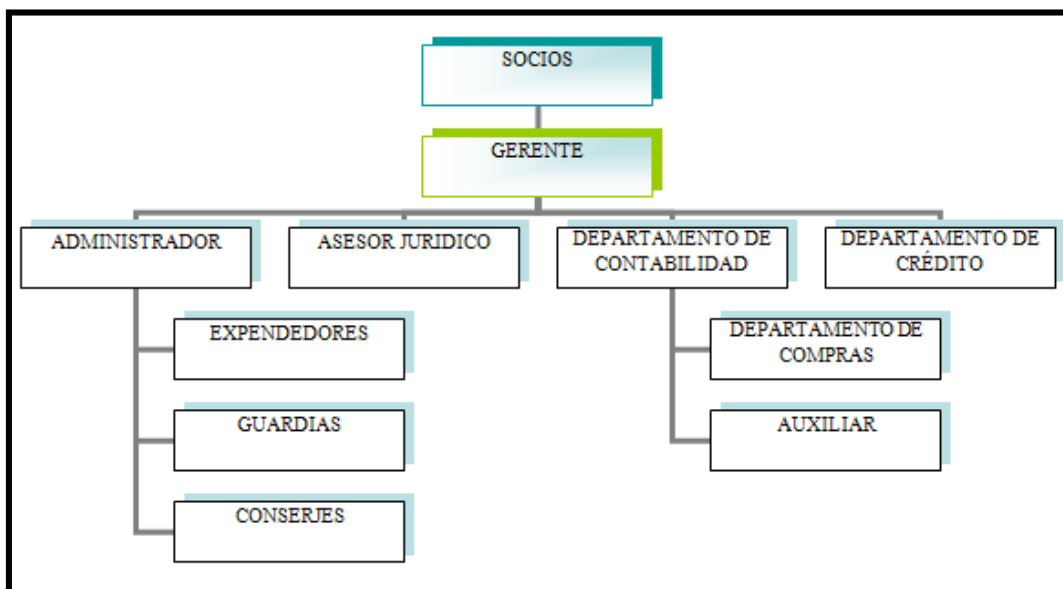 SOCIOS
GERENTE
ADMINISTRADOR
ASESOR JURIDICO
DEPARTAMENTO DE
CONTABILIDAD
DEPARTAMENTO DE
CRÉDITO
EXPENDEDORES
GUARDIAS
CONSERJES
DEPARTAMENTO DE
COMPRAS
AUXILIAR